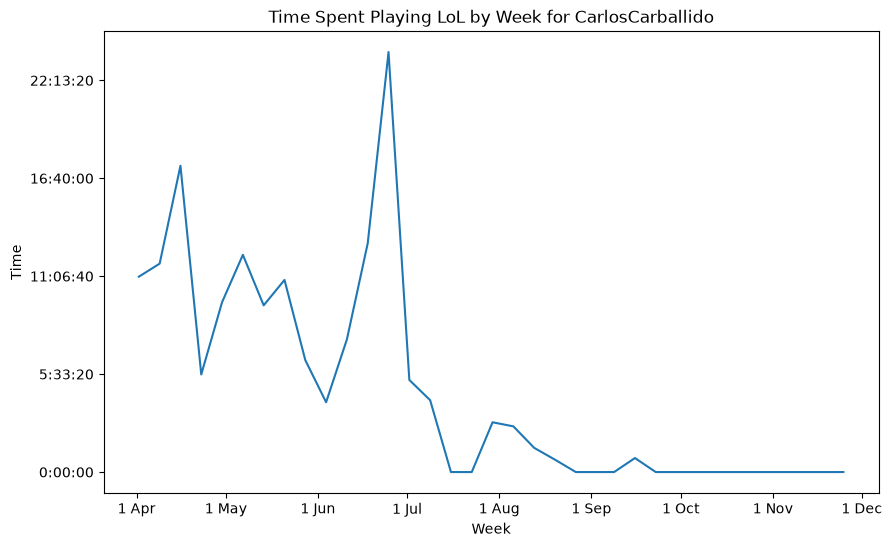 Time Spent Playing LoL by Week for CarlosCarballido
Time
22:13:20
16:40:00
11:06:40
5:33:20
0:00:00
1 Apr 1 May 1 Jun 1 Jul 1 Aug 1 Sep 1 Oct 1 Nov 1 Dec
Week